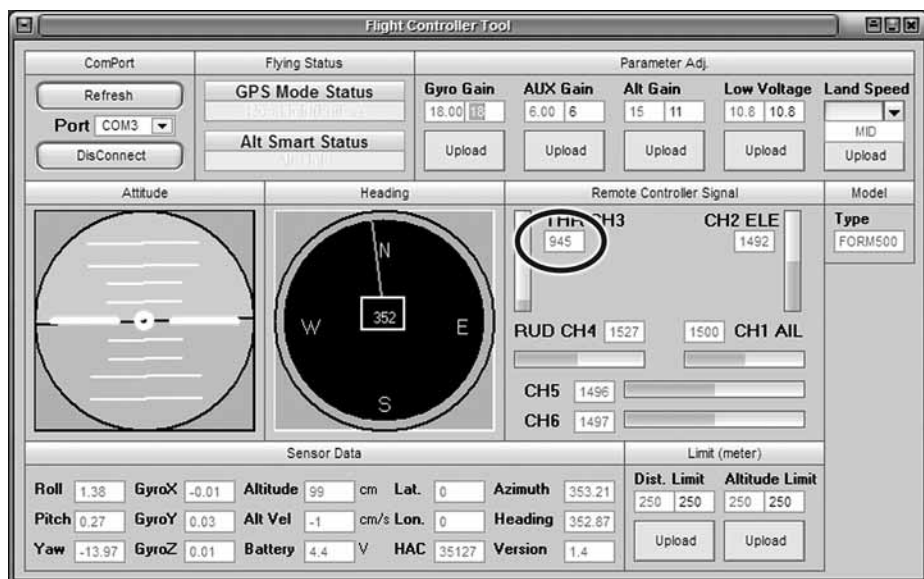 Flight Controller Tool
ComPort
Refresh
Port COM3
DisConnect
Flying Status
GPS Mode Status
Alt Smart Status
Parameter Adj.
Gyro Gain AUX Gain Alt Gain Low Voltage Land Speed
18.00 18 6.00 6 15 11 10.8 10.8
MID
Upload Upload Upload Upload Upload
Attitude
Heading
N
W 352 E
S
Remote Controller Signal
THR CH3 CH2 ELE
945 1492
RUD CH4 1527 1500 CH1 AIL
CH5 1496
CH6 1497
Model
Type
FORM500
Sensor Data
Roll 1.38 GyroX -0.01 Altitude 99 cm Lat. 0 Azimuth 353.21
Pitch 0.27 GyroY 0.03 Alt Vel -1 cm/s Lon. 0 Heading 352.87
Yaw -13.97 GyroZ 0.01 Battery 4.4 V HAC 35127 Version 1.4
Limit (meter)
Dist. Limit Altitude Limit
250 250 250 250
Upload Upload